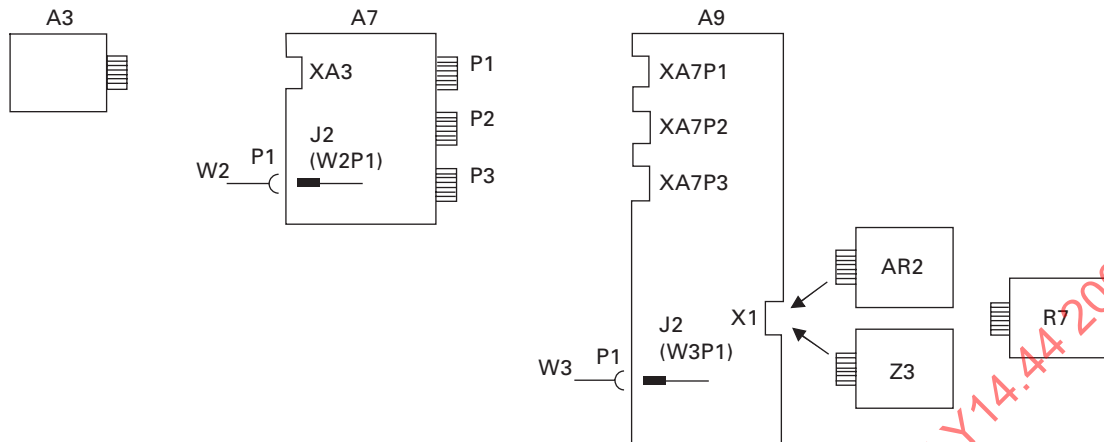 A3
A7
A9
XA3
P1
P2
P3
J2
(W2P1)
P1
W2
XA7P1
XA7P2
XA7P3
X1
AR2
Z3
R7
J2
(W3P1)
P1
W3
Y14.44